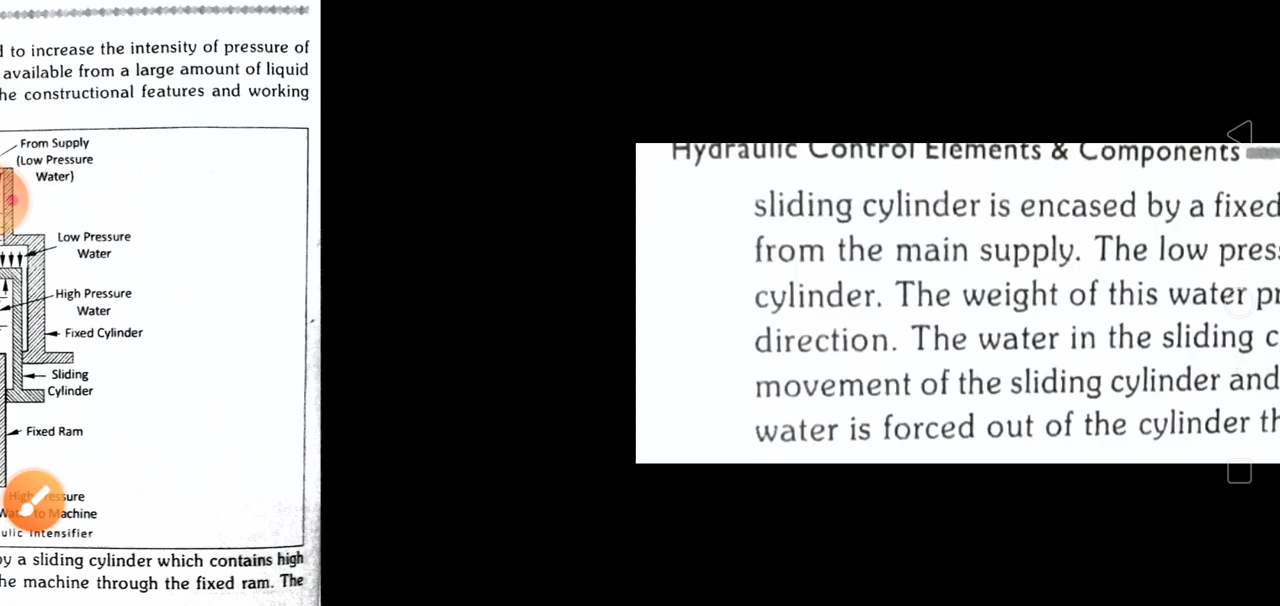 to increase the intensity of pressure of
available from a large amount of liquid
he constructional features and working
From Supply
(Low Pressure
Water)
Low Pressure
Water
High Pressure
Water
Fixed Cylinder
Sliding
Cylinder
Fixed Ram
to Machine
ulic Intensifier
y a sliding cylinder which contains high
he machine through the fixed ram. The
Hydraulic Control Elements & Components
sliding cylinder is encased by a fixed
from the main supply. The low pres
cylinder. The weight of this water pr
direction. The water in the sliding c
movement of the sliding cylinder and
water is forced out of the cylinder th